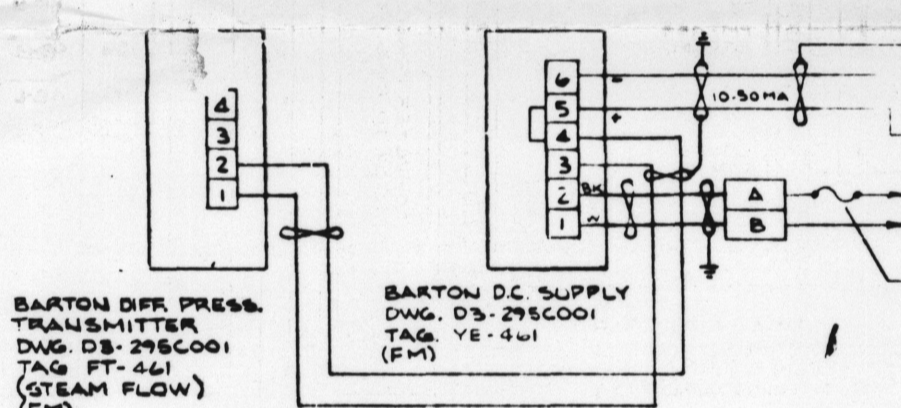 4
3
2
1
6
5
4
3
2
1
-
+
BK
~
10-50MA
A
B
BARTON DIFF. PRESS.
TRANSMITTER
DWG. D3-295C001
TAG FT-461
(STEAM FLOW)
(FM)
BARTON D.C. SUPPLY
DWG. D3-295C001
TAG. YE-461
(FM)